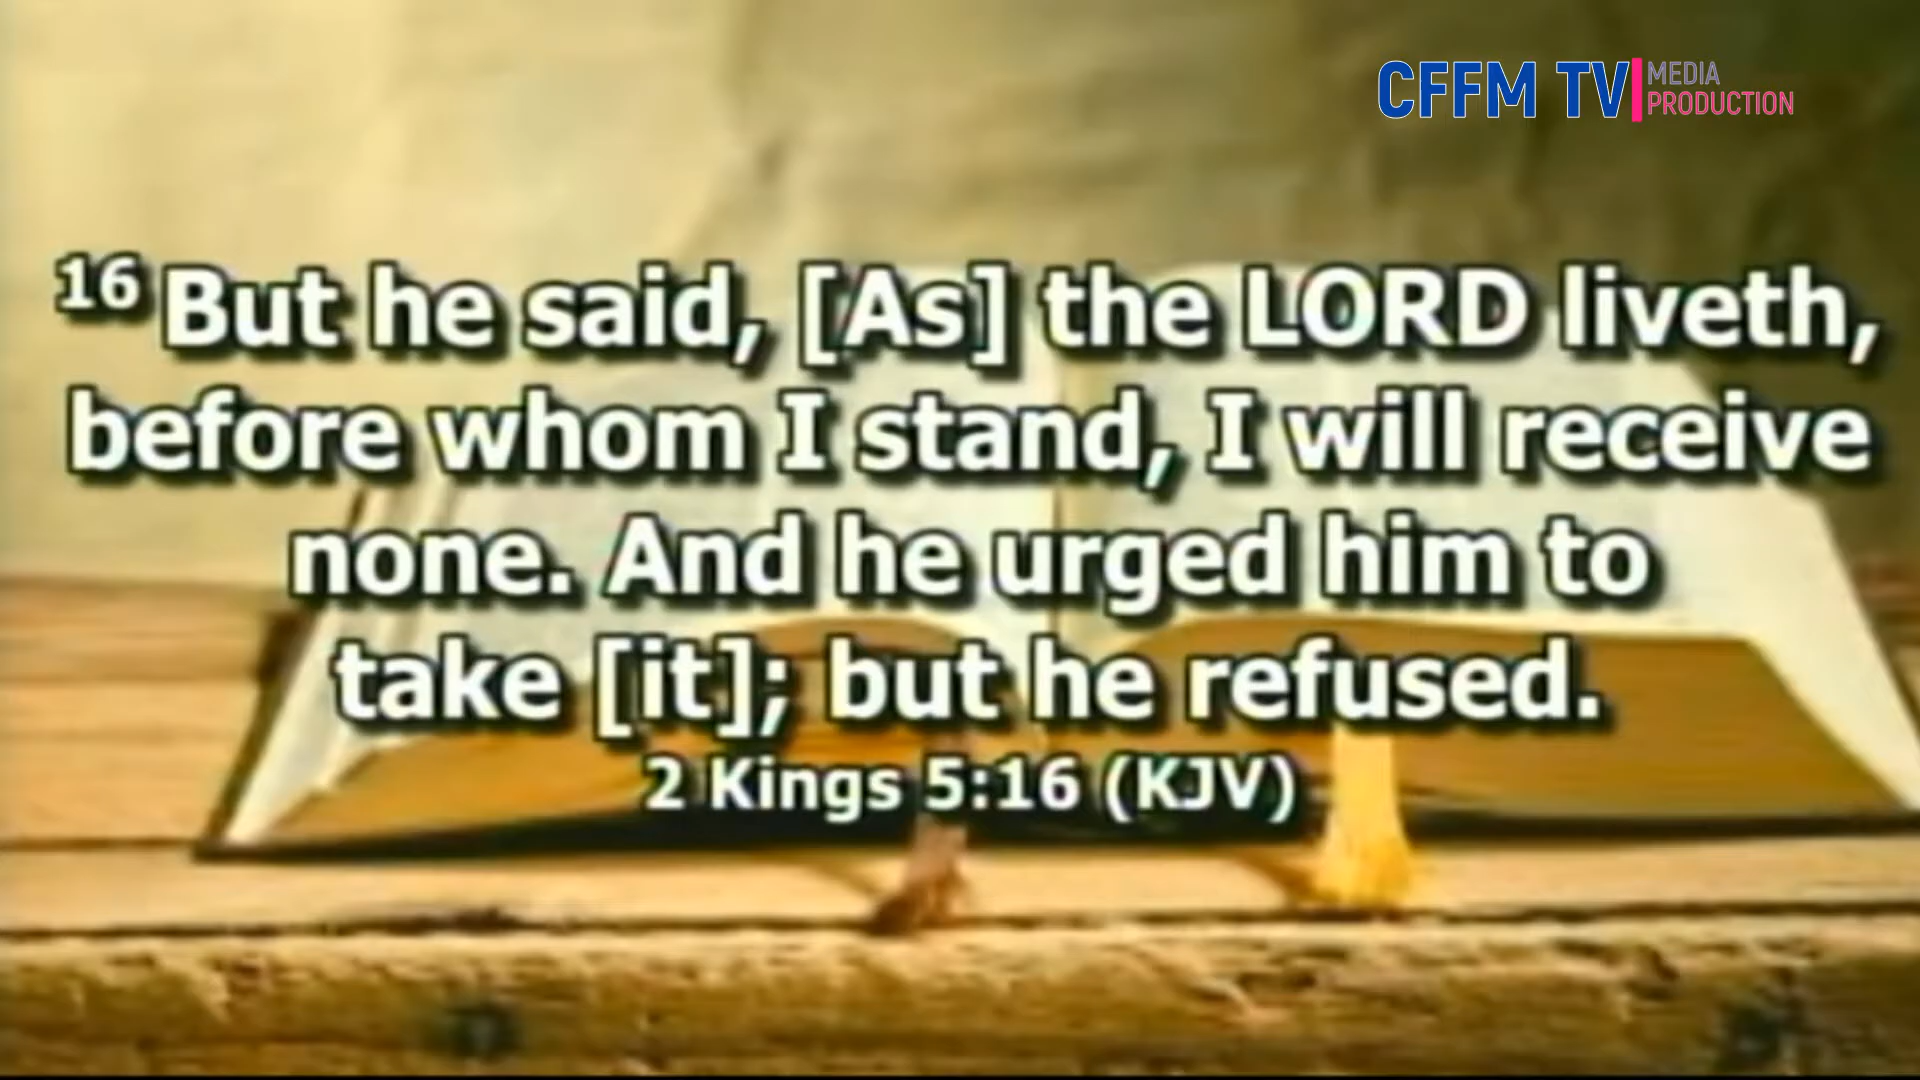 CFFM TV
MEDIA
PRODUCTION
16 But he said, [As] the LORD liveth,
before whom I stand, I will receive
none. And he urged him to
take [it]; but he refused.
2 Kings 5:16 (KJV)